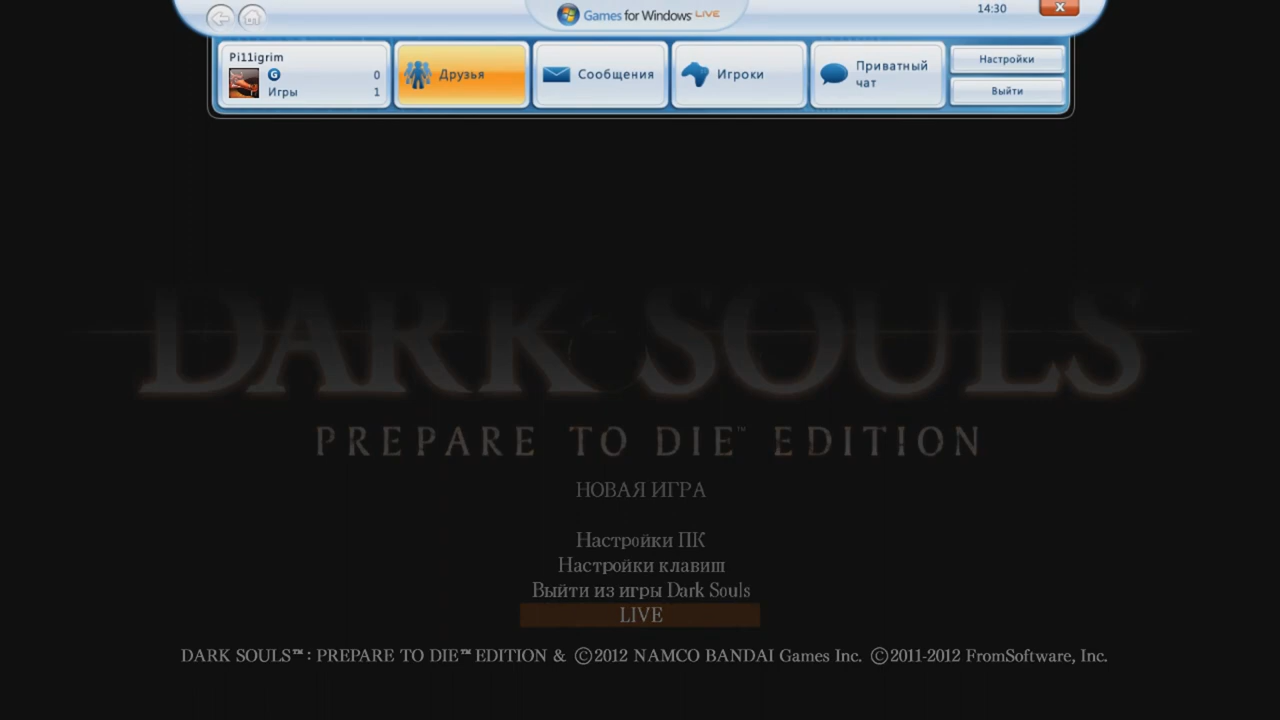 Games for Windows LIVE
14:30
Pi11igrim
G 0
Игры 1
Друзья
Сообщения
Игроки
Приватный
чат
Настройки
Выйти
DARK SOULS
PREPARE TO DIE™ EDITION
НОВАЯ ИГРА
Настройки ПК
Настройки клавиш
Выйти из игры Dark Souls
LIVE
DARK SOULS™: PREPARE TO DIE™ EDITION & ©2012 NAMCO BANDAI Games Inc. ©2011-2012 FromSoftware, Inc.